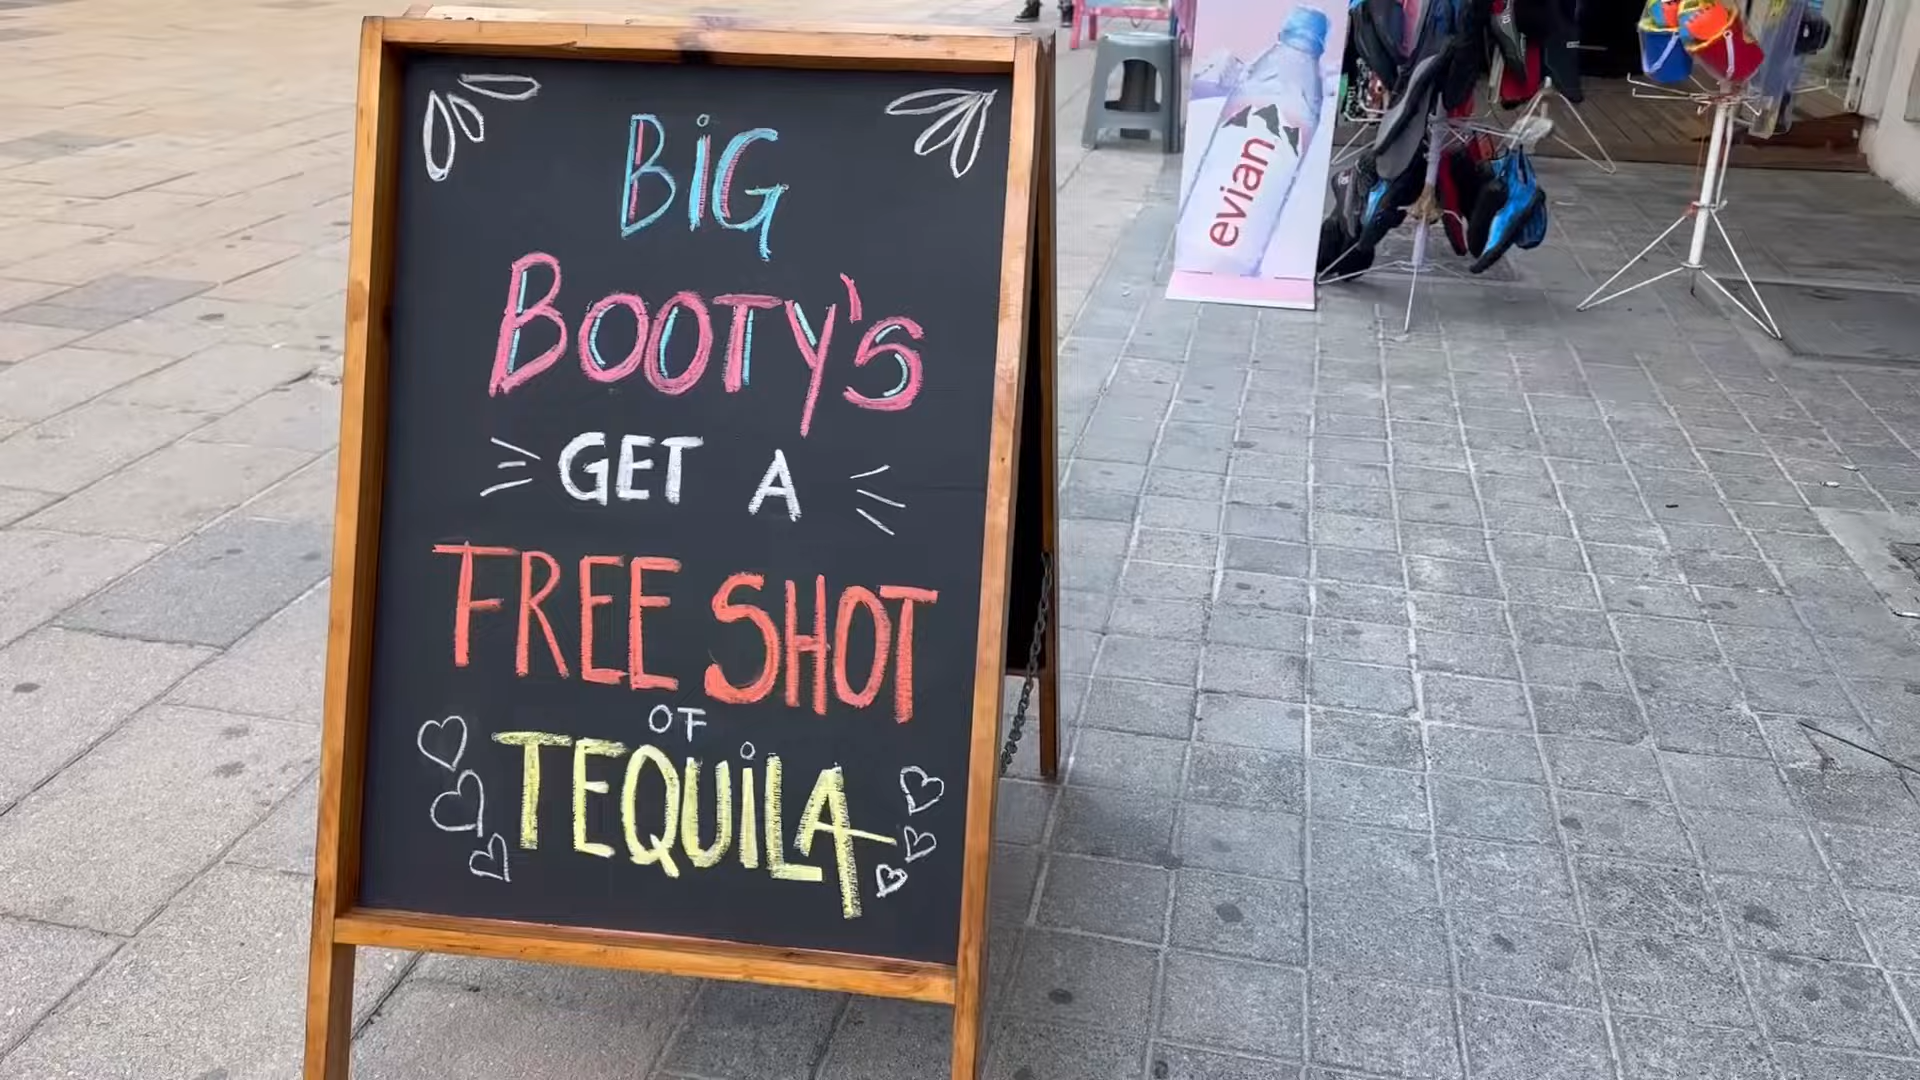 BiG
BOOTY'S
GET A
FREE SHOT
OF
TEQUiLA
evian